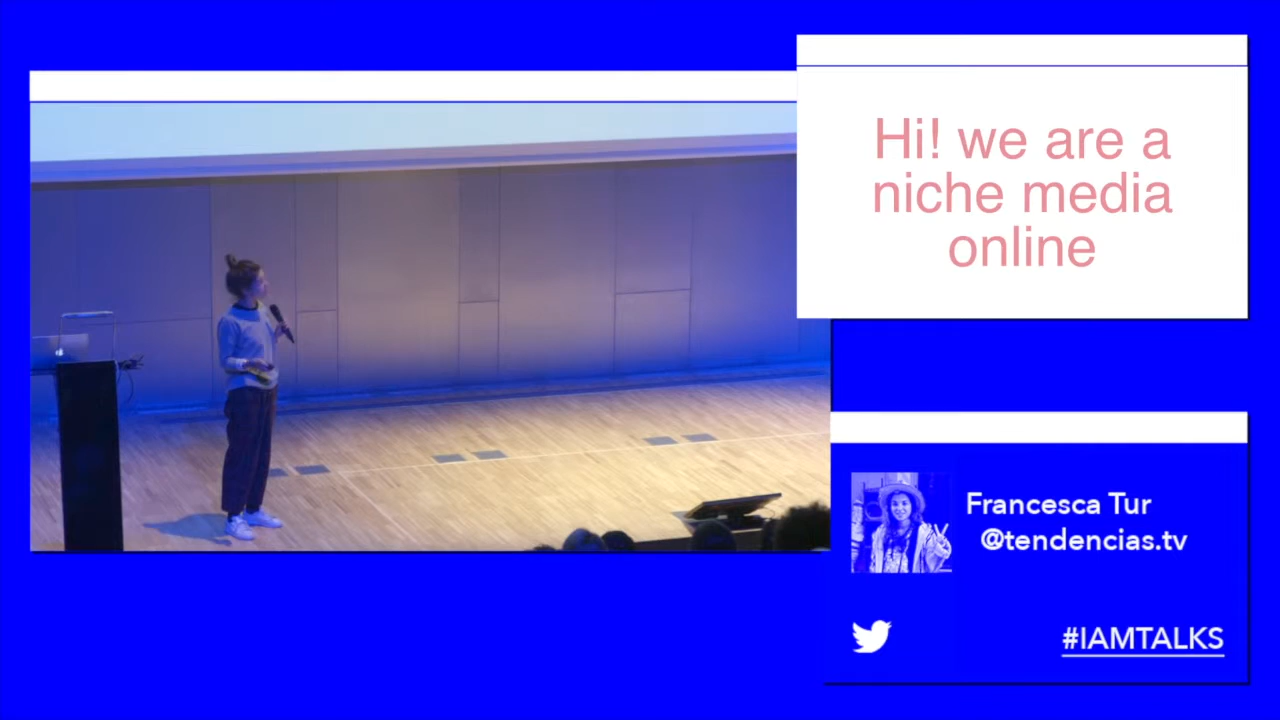 Hi! we are a
niche media
online
Francesca Tur
@tendencias.tv
#IAMTALKS